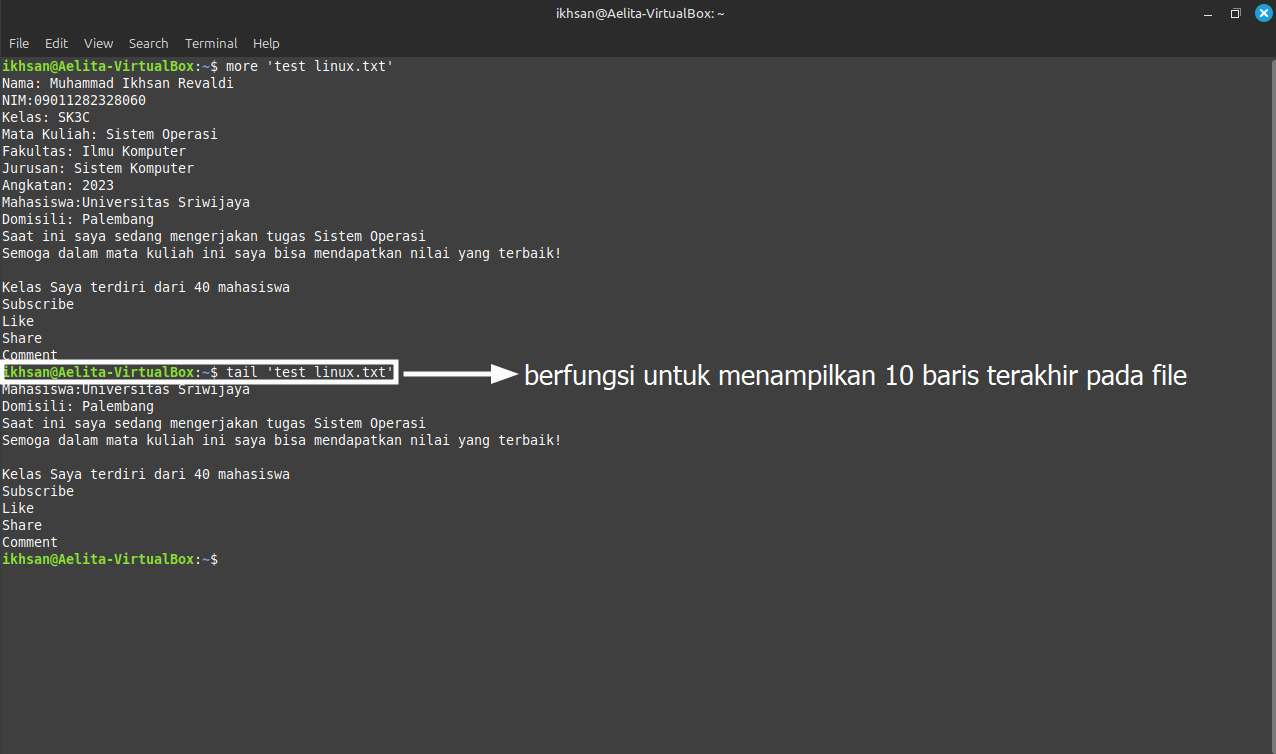 ikhsan@Aelita-VirtualBox: ~
File Edit View Search Terminal Help
ikhsan@Aelita-VirtualBox:~$ more 'test linux.txt'
Nama: Muhammad Ikhsan Revaldi
NIM:09011282328060
Kelas: SK3C
Mata Kuliah: Sistem Operasi
Fakultas: Ilmu Komputer
Jurusan: Sistem Komputer
Angkatan: 2023
Mahasiswa:Universitas Sriwijaya
Domisili: Palembang
Saat ini saya sedang mengerjakan tugas Sistem Operasi
Semoga dalam mata kuliah ini saya bisa mendapatkan nilai yang terbaik!

Kelas Saya terdiri dari 40 mahasiswa
Subscribe
Like
Share
Comment
ikhsan@Aelita-VirtualBox:~$ tail 'test linux.txt'
berfungsi untuk menampilkan 10 baris terakhir pada file
Mahasiswa:Universitas Sriwijaya
Domisili: Palembang
Saat ini saya sedang mengerjakan tugas Sistem Operasi
Semoga dalam mata kuliah ini saya bisa mendapatkan nilai yang terbaik!

Kelas Saya terdiri dari 40 mahasiswa
Subscribe
Like
Share
Comment
ikhsan@Aelita-VirtualBox:~$